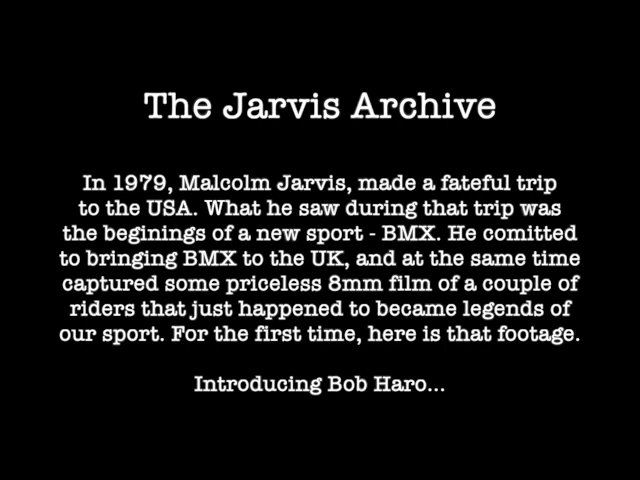 The Jarvis Archive
In 1979, Malcolm Jarvis, made a fateful trip
to the USA. What he saw during that trip was
the beginings of a new sport - BMX. He comitted
to bringing BMX to the UK, and at the same time
captured some priceless 8mm film of a couple of
riders that just happened to became legends of
our sport. For the first time, here is that footage.
Introducing Bob Haro...